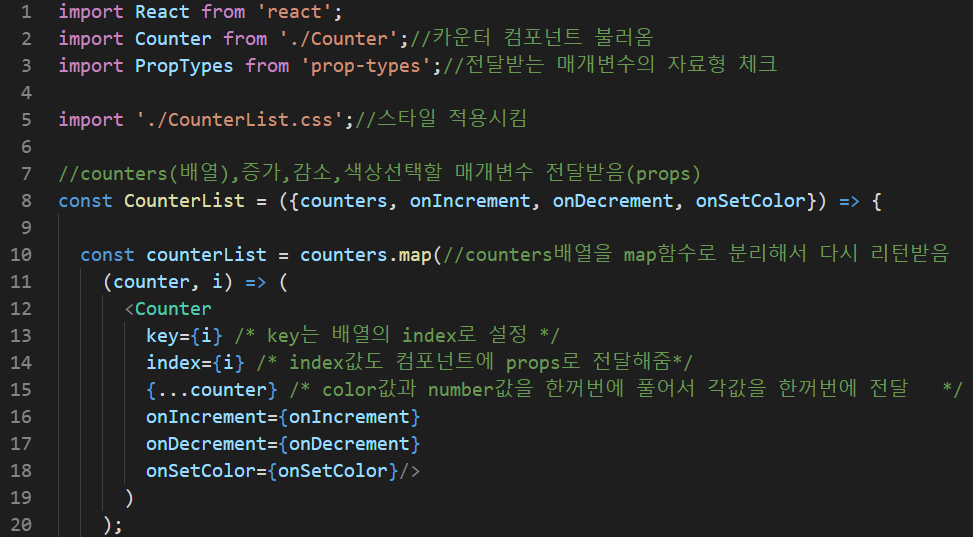 1 import React from 'react';
2 import Counter from './Counter';//카운터 컴포넌트 불러옴
3 import PropTypes from 'prop-types';//전달받는 매개변수의 자료형 체크
4
5 import './CounterList.css';//스타일 적용시킴
6
7 //counters(배열),증가,감소,색상선택할 매개변수 전달받음(props)
8 const CounterList = ({counters, onIncrement, onDecrement, onSetColor}) => {
9
10 const counterList = counters.map(//counters배열을 map함수로 분리해서 다시 리턴받음
11 (counter, i) => (
12 <Counter
13 key={i} /* key는 배열의 index로 설정 */
14 index={i} /* index값도 컴포넌트에 props로 전달해줌*/
15 {...counter} /* color값과 number값을 한꺼번에 풀어서 각값을 한꺼번에 전달 */
16 onIncrement={onIncrement}
17 onDecrement={onDecrement}
18 onSetColor={onSetColor}/>
19 )
20 );